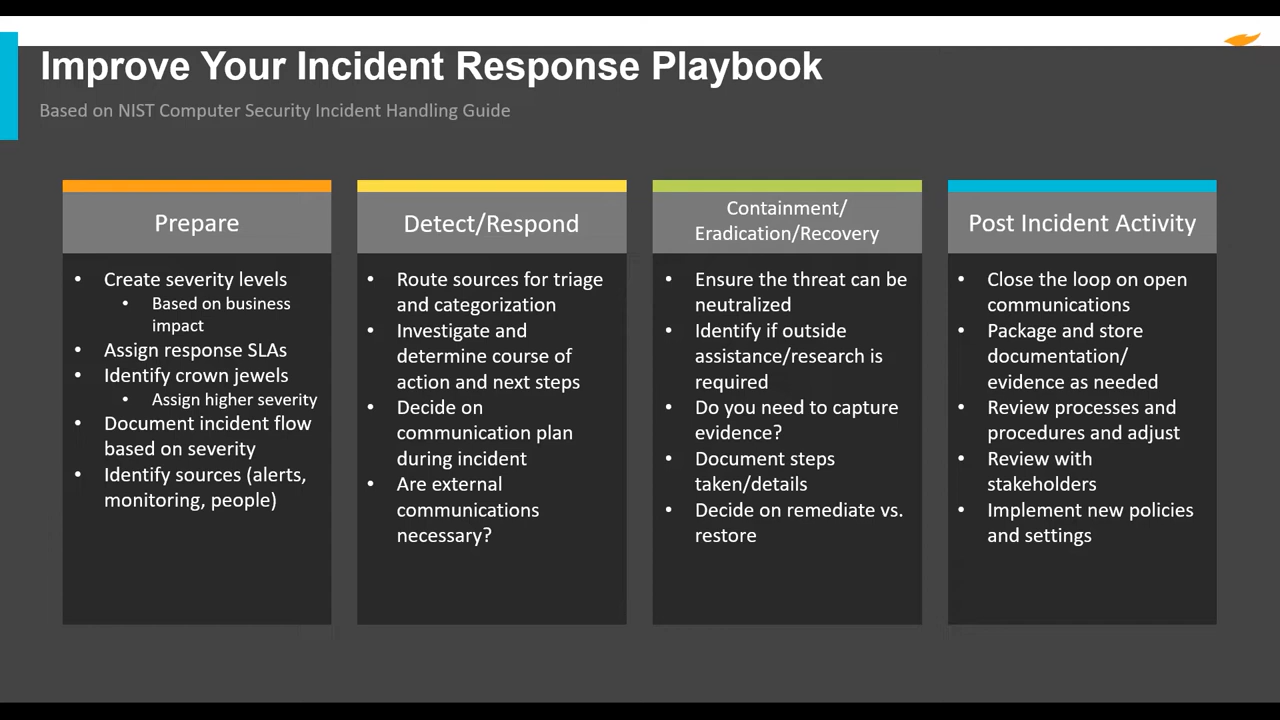 Improve Your Incident Response Playbook
Based on NIST Computer Security Incident Handling Guide
Prepare
• Create severity levels
• Based on business
impact
• Assign response SLAs
• Identify crown jewels
• Assign higher severity
• Document incident flow
based on severity
• Identify sources (alerts,
monitoring, people)
Detect/Respond
• Route sources for triage
and categorization
• Investigate and
determine course of
action and next steps
• Decide on
communication plan
during incident
• Are external
communications
necessary?
Containment/
Eradication/Recovery
• Ensure the threat can be
neutralized
• Identify if outside
assistance/research is
required
• Do you need to capture
evidence?
• Document steps
taken/details
• Decide on remediate vs.
restore
Post Incident Activity
• Close the loop on open
communications
• Package and store
documentation/
evidence as needed
• Review processes and
procedures and adjust
• Review with
stakeholders
• Implement new policies
and settings